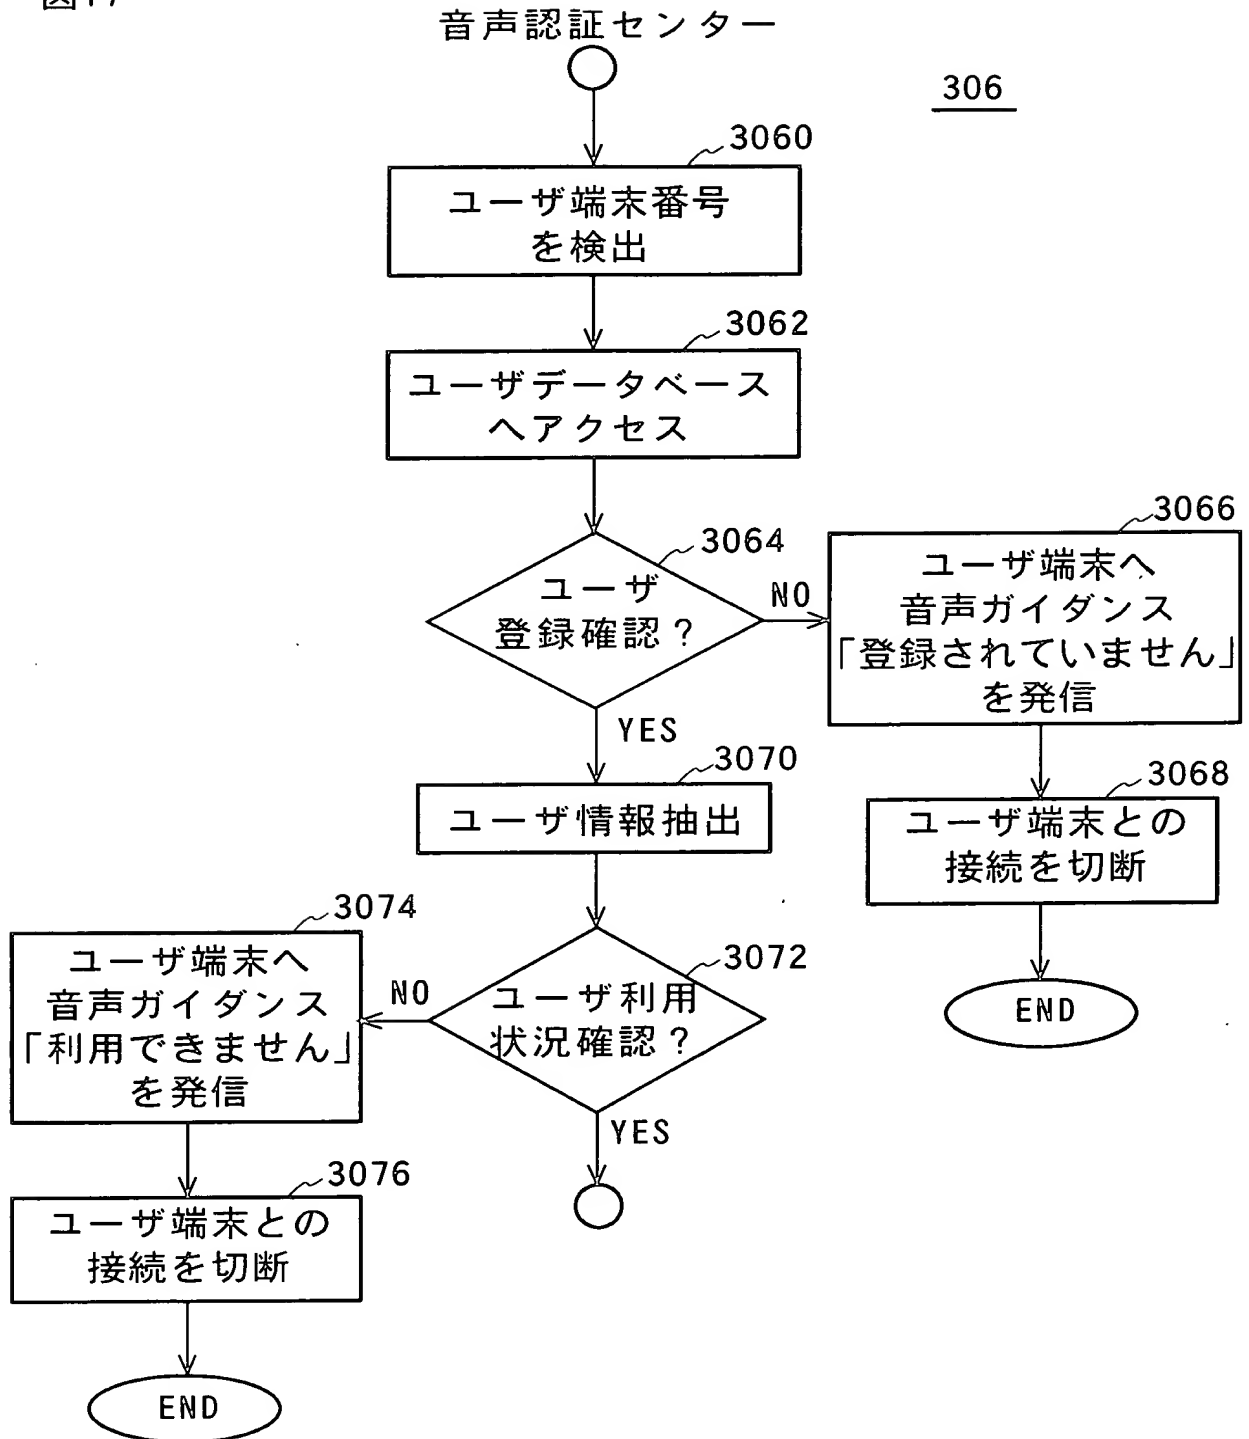 図17
音声認証センター
306
3060
ユーザ端末番号
を検出
3062
ユーザデータベース
へアクセス
3064
ユーザ
登録確認？
NO
YES
3066
ユーザ端末へ
音声ガイダンス
「登録されていません」
を発信
3068
ユーザ端末との
接続を切断
END
3070
ユーザ情報抽出
3072
ユーザ利用
状況確認？
NO
YES
3074
ユーザ端末へ
音声ガイダンス
「利用できません」
を発信
3076
ユーザ端末との
接続を切断
END